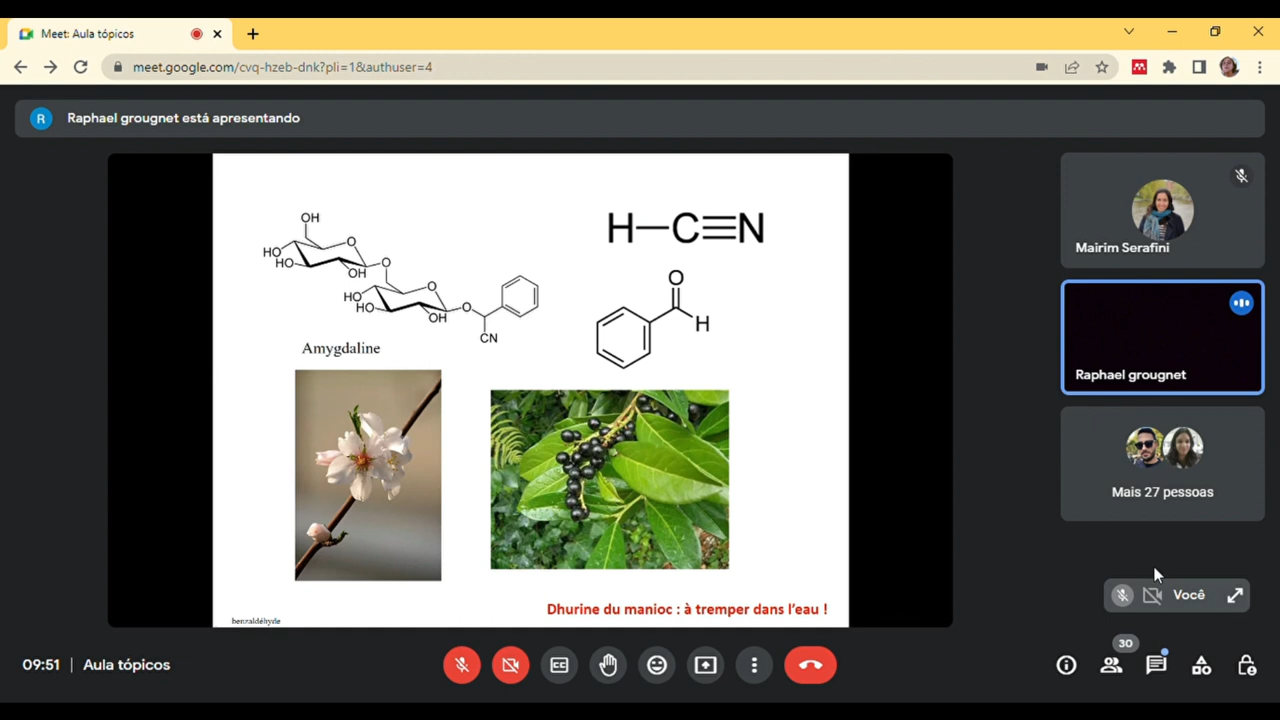 Meet: Aula tópicos
meet.google.com/cvq-hzeb-dnk?pli=1&authuser=4
R
Raphael grougnet está apresentando
OH
O
HO
HO
OH
O
O
HO
HO
OH
O
CN
Amygdaline
H—C≡N
O
H
Dhurine du manioc : à tremper dans l’eau !
benzaldéhyde
Mairim Serafini
Raphael grougnet
Mais 27 pessoas
Você
09:51 | Aula tópicos
30